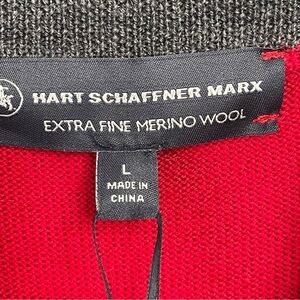 HART SCHAFFNER MARX
EXTRA FINE MERINO WOOL
L
MADE IN
CHINA